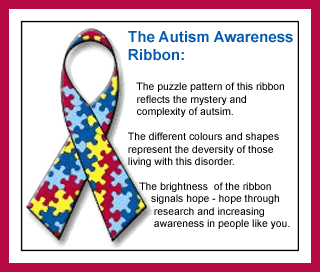 The Autism Awareness
Ribbon:
The puzzle pattern of this ribbon
reflects the mystery and
complexity of autsim.
The different colours and shapes
represent the deversity of those
living with this disorder.
The brightness of the ribbon
signals hope - hope through
research and increasing
awareness in people like you.